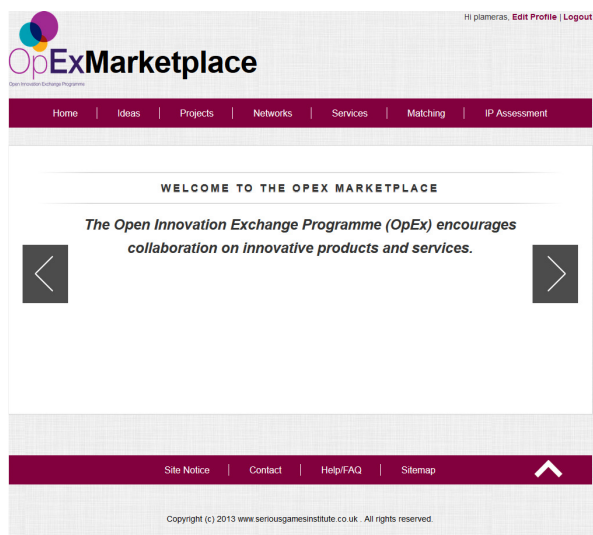 Hi plameras, Edit Profile | Logout
OpExMarketplace
Open Innovation Exchange Programme
Home | Ideas | Projects | Networks | Services | Matching | IP Assessment
WELCOME TO THE OPEX MARKETPLACE
The Open Innovation Exchange Programme (OpEx) encourages
collaboration on innovative products and services.
Site Notice | Contact | Help/FAQ | Sitemap
Copyright (c) 2013 www.seriousgamesinstitute.co.uk . All rights reserved.